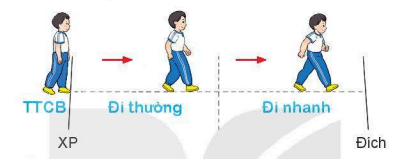 TTCB Đi thường Đi nhanh
XP Đích